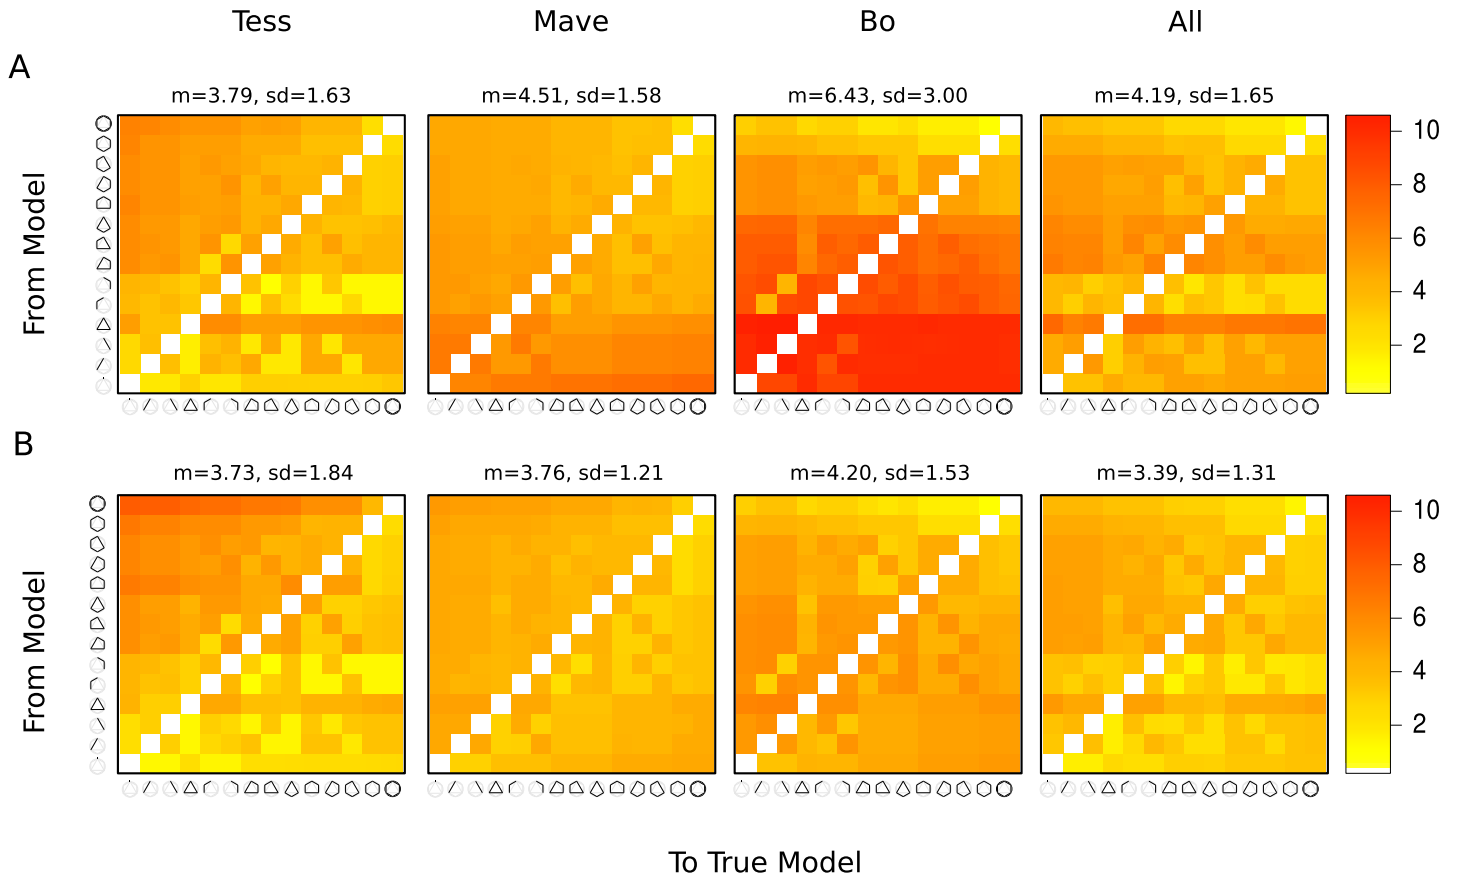 Tess Mave Bo All
A
m=3.79, sd=1.63 m=4.51, sd=1.58 m=6.43, sd=3.00 m=4.19, sd=1.65
From Model
10
8
6
4
2
B
m=3.73, sd=1.84 m=3.76, sd=1.21 m=4.20, sd=1.53 m=3.39, sd=1.31
From Model
10
8
6
4
2
To True Model